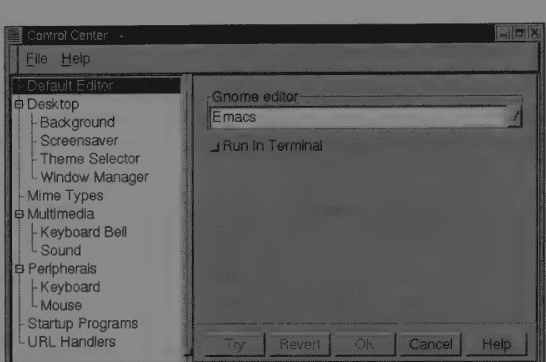 Control Center
File Help
Default Editor
Desktop
Background
Screensaver
Theme Selector
Window Manager
Mime Types
Multimedia
Keyboard Bell
Sound
Peripherals
Keyboard
Mouse
Startup Programs
URL Handlers
Gnome editor
Emacs
Run In Terminal
Try Revert OK Cancel Help